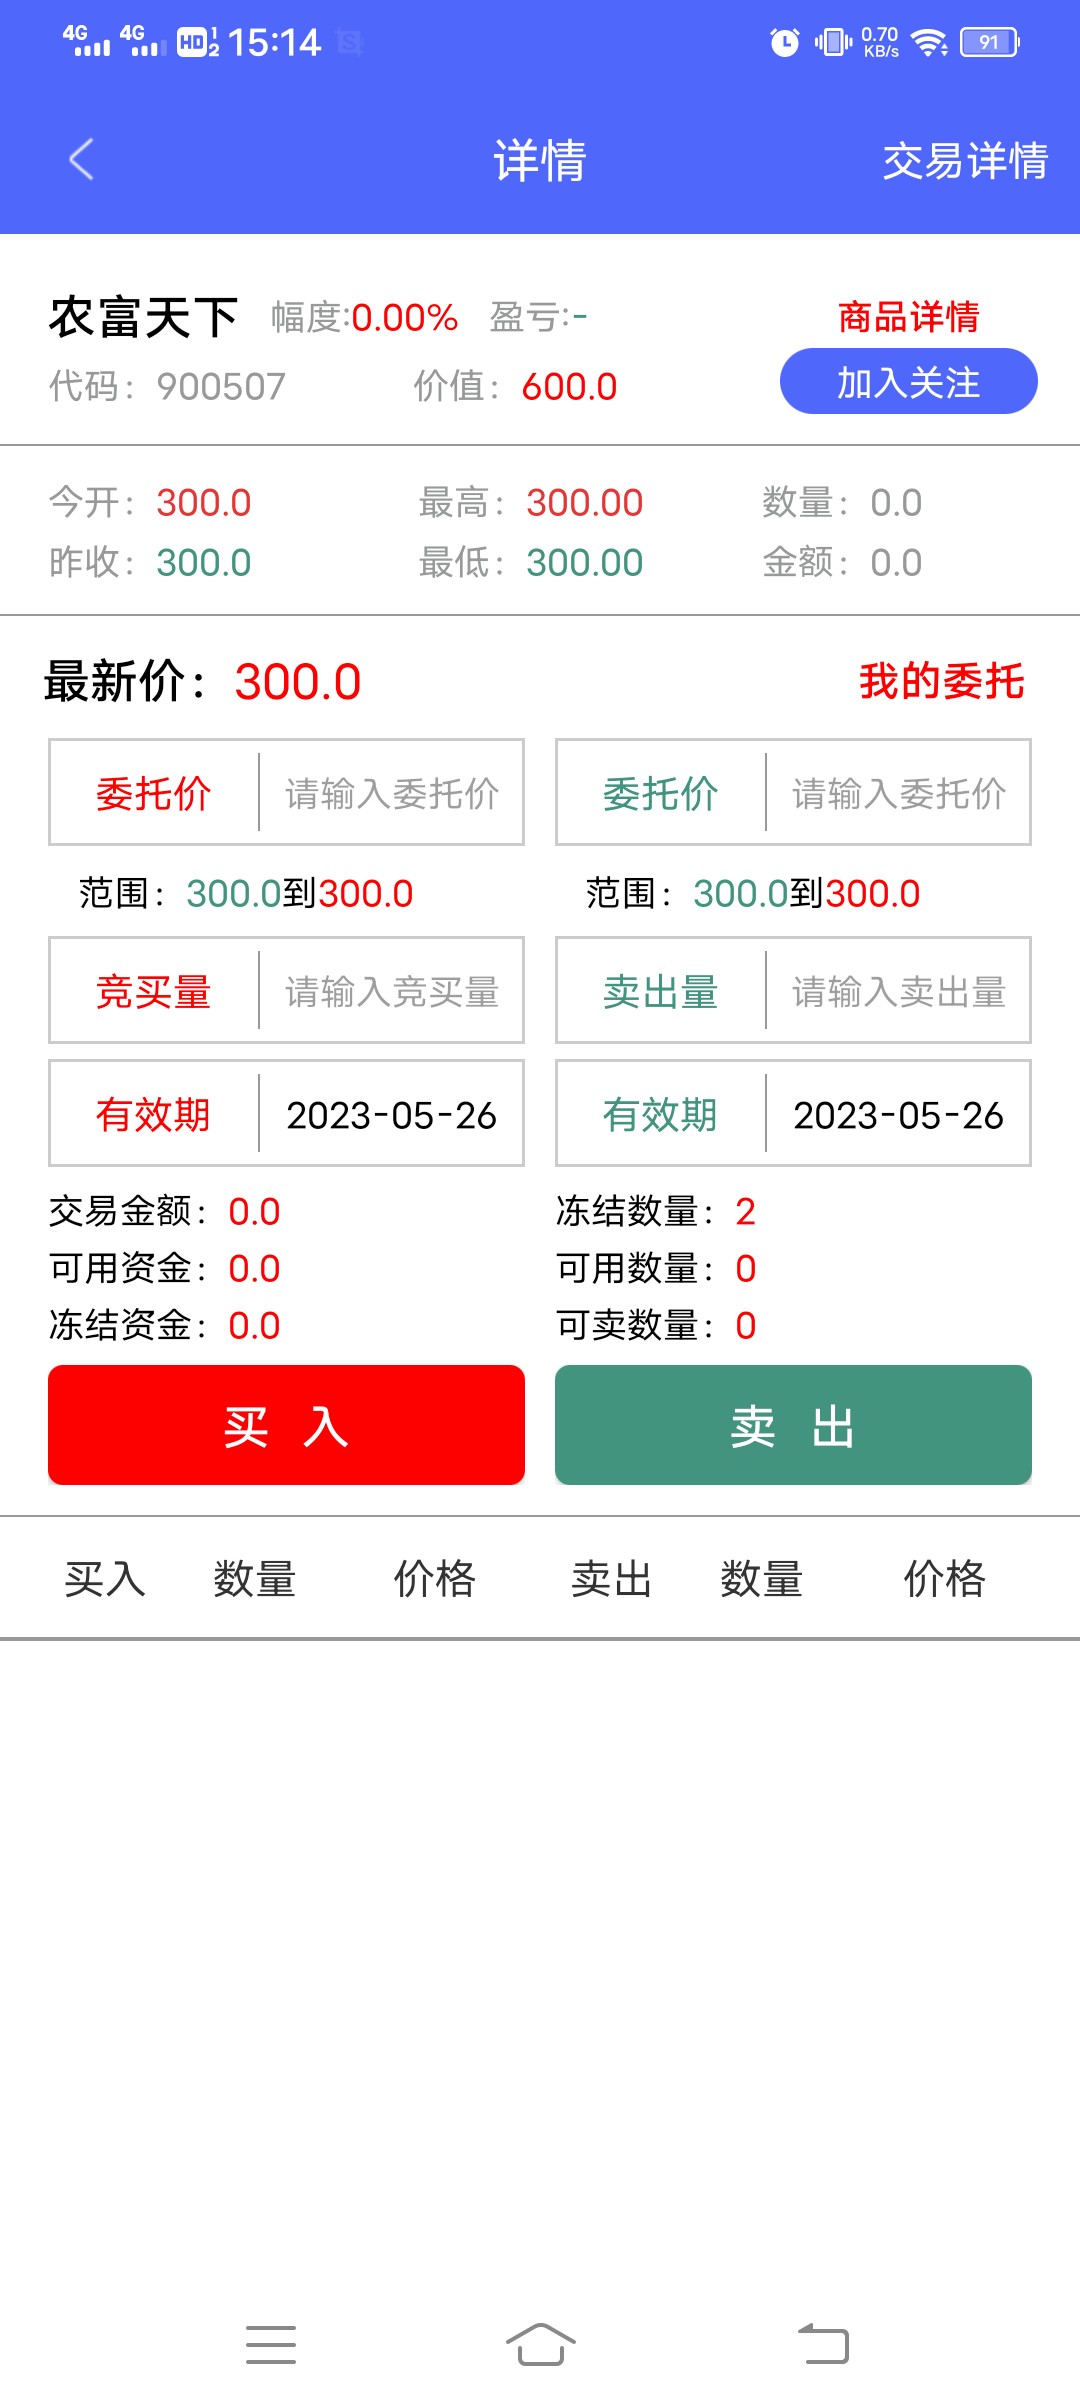 4G 4G HD 1 2 15:14 0.70 KB/s 91
详情 交易详情
农富天下 幅度:0.00% 盈亏:- 商品详情
代码：900507 价值：600.0 加入关注
今开：300.0 最高：300.00 数量：0.0
昨收：300.0 最低：300.00 金额：0.0
最新价：300.0 我的委托
委托价 请输入委托价 委托价 请输入委托价
范围：300.0到300.0 范围：300.0到300.0
竞买量 请输入竞买量 卖出量 请输入卖出量
有效期 2023-05-26 有效期 2023-05-26
交易金额：0.0 冻结数量：2
可用资金：0.0 可用数量：0
冻结资金：0.0 可卖数量：0
买 入 卖 出
买入 数量 价格 卖出 数量 价格